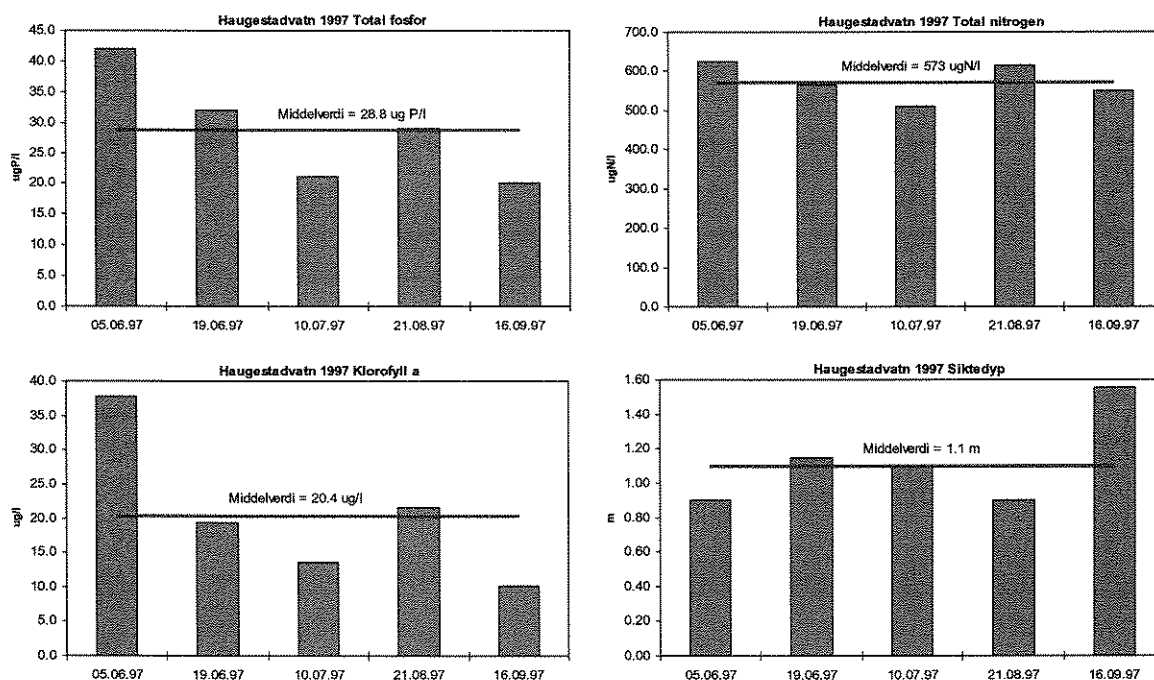 Haugestadvatn 1997 Total fosfor
45.0
40.0
35.0
30.0
25.0
20.0
15.0
10.0
5.0
0.0
ugP/l
Middelverdi = 28.8 ug P/l
05.06.97 19.06.97 10.07.97 21.08.97 16.09.97
Haugestadvatn 1997 Total nitrogen
700.0
600.0
500.0
400.0
300.0
200.0
100.0
0.0
ugN/l
Middelverdi = 573 ugN/l
05.06.97 19.06.97 10.07.97 21.08.97 16.09.97
Haugestadvatn 1997 Klorofyll a
40.0
35.0
30.0
25.0
20.0
15.0
10.0
5.0
0.0
ug/l
Middelverdi = 20.4 ug/l
05.06.97 19.06.97 10.07.97 21.08.97 16.09.97
Haugestadvatn 1997 Siktedyp
1.60
1.40
1.20
1.00
0.80
0.60
0.40
0.20
0.00
m
Middelverdi = 1.1 m
05.06.97 19.06.97 10.07.97 21.08.97 16.09.97